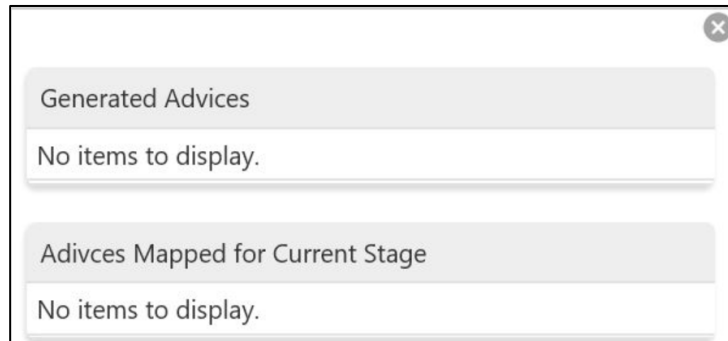 Generated Advices
No items to display.
Adivces Mapped for Current Stage
No items to display.